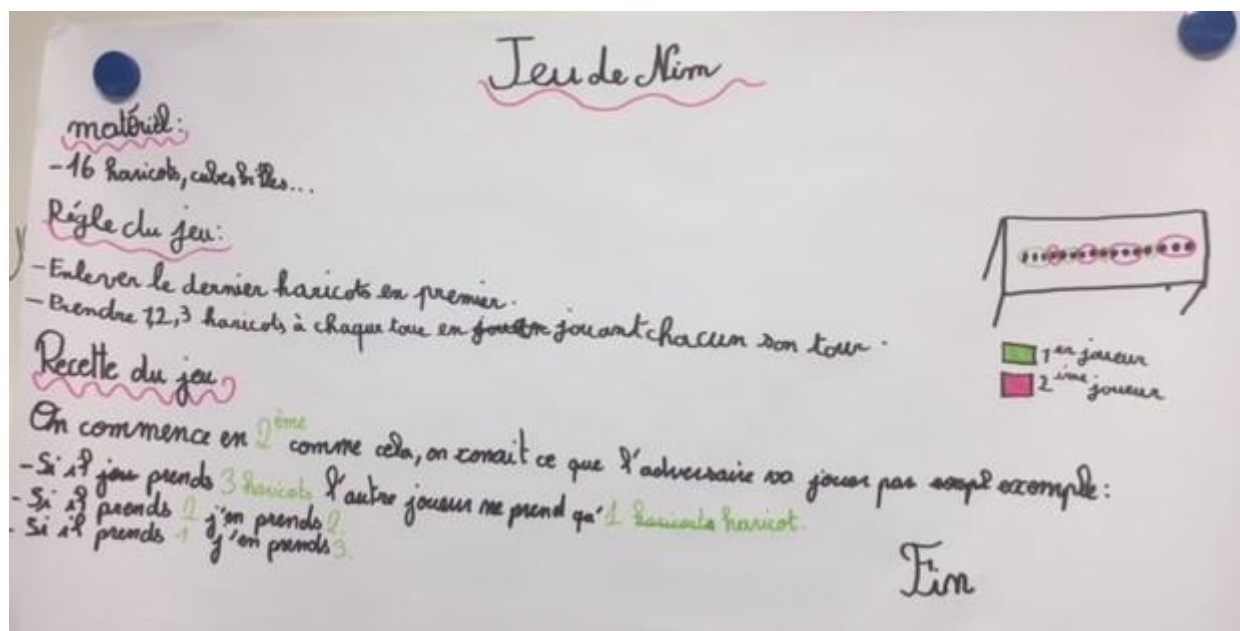 Jeu de Nim
matériel:
-16 haricots, cubes billes...
Régle du jeu:
-Enlever le dernier haricots en premier.
-Prendre 1,2,3 haricots à chaque tour en jouant chacun son tour.
Recette du jeu
On commence en 2ème comme cela, on conait ce que l'adversaire va jouer par exemple:
-Si il prends 3 haricots l'autre joueur ne prend qu'1 haricot.
-Si il prends 2 j'en prends 2.
-Si il prends 1 j'en prends 3.
1er joueur
2ème joueur
Fin